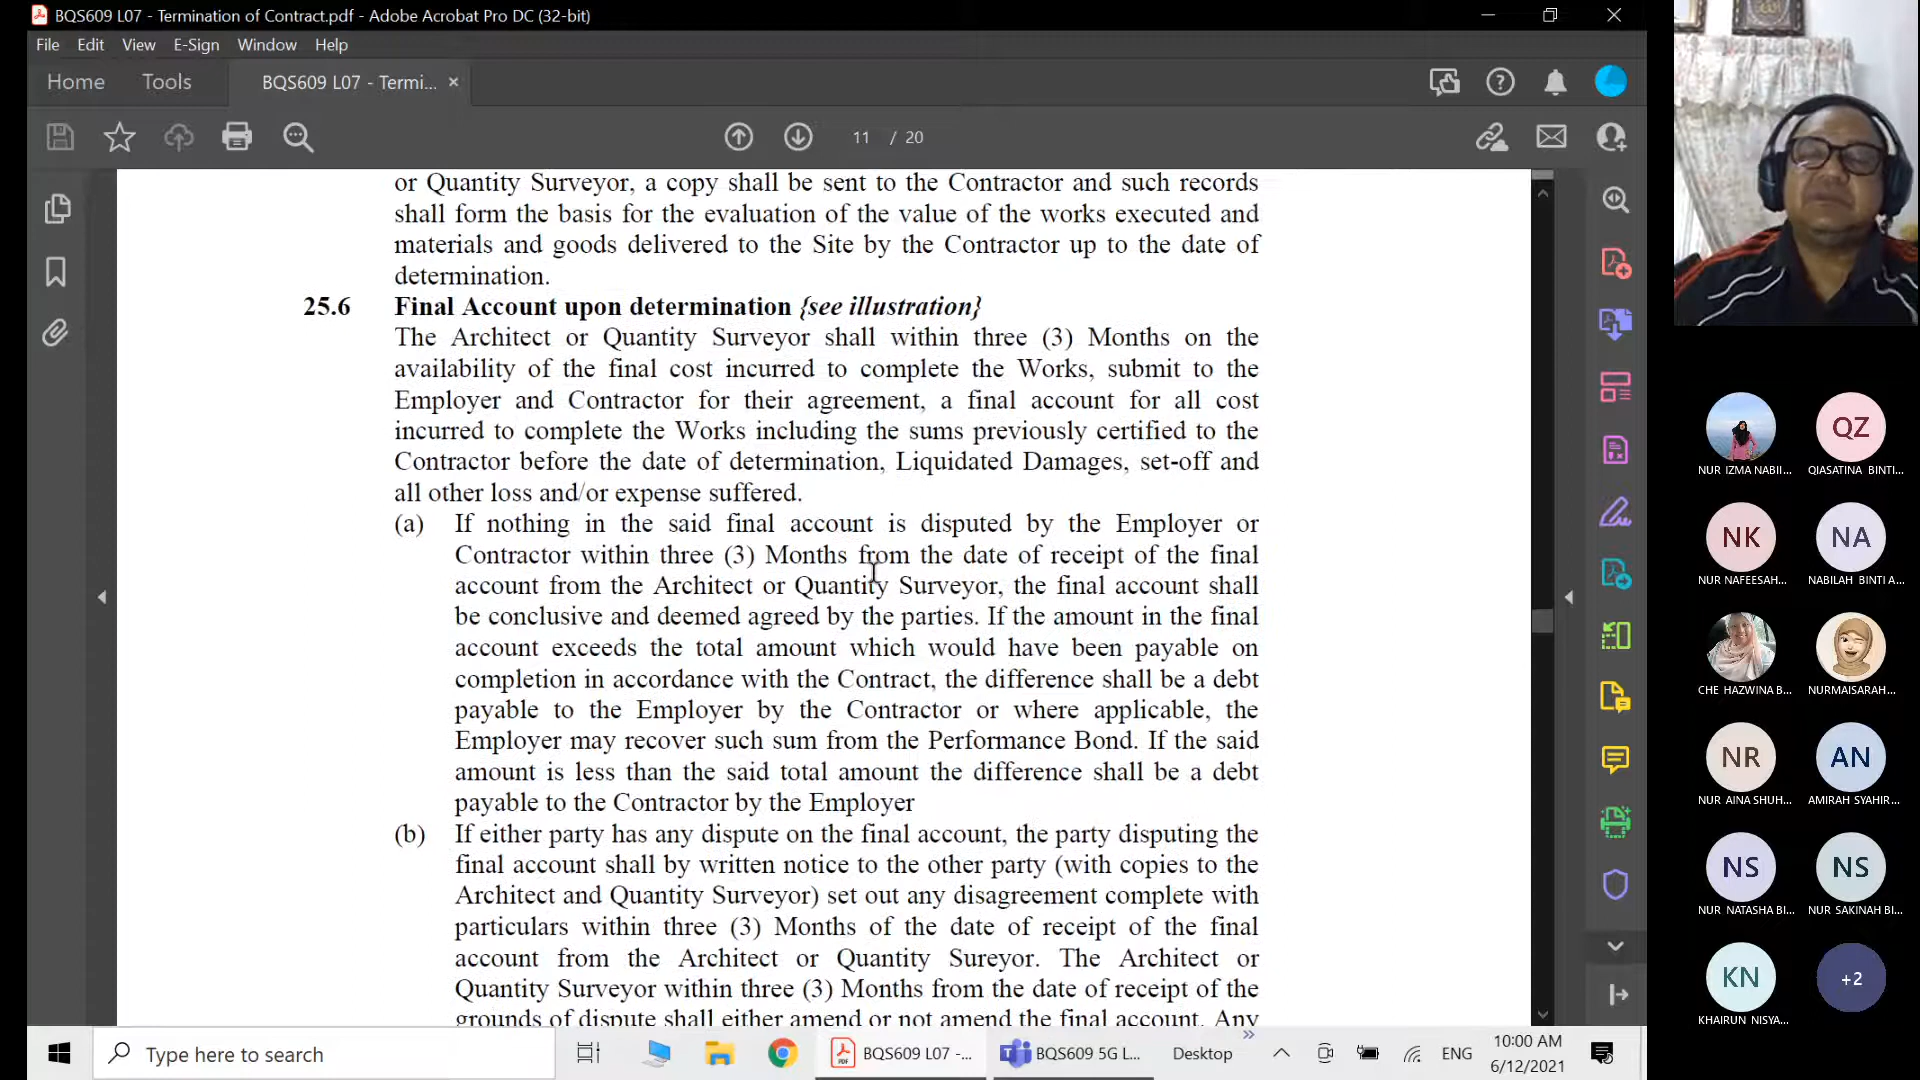 BQS609 L07 - Termination of Contract.pdf - Adobe Acrobat Pro DC (32-bit)
File Edit View E-Sign Window Help
Home Tools BQS609 L07 - Termi... ×
11 / 20
or Quantity Surveyor, a copy shall be sent to the Contractor and such records
shall form the basis for the evaluation of the value of the works executed and
materials and goods delivered to the Site by the Contractor up to the date of
determination.
25.6 Final Account upon determination {see illustration}
The Architect or Quantity Surveyor shall within three (3) Months on the
availability of the final cost incurred to complete the Works, submit to the
Employer and Contractor for their agreement, a final account for all cost
incurred to complete the Works including the sums previously certified to the
Contractor before the date of determination, Liquidated Damages, set-off and
all other loss and/or expense suffered.
(a) If nothing in the said final account is disputed by the Employer or
Contractor within three (3) Months from the date of receipt of the final
account from the Architect or Quantity Surveyor, the final account shall
be conclusive and deemed agreed by the parties. If the amount in the final
account exceeds the total amount which would have been payable on
completion in accordance with the Contract, the difference shall be a debt
payable to the Employer by the Contractor or where applicable, the
Employer may recover such sum from the Performance Bond. If the said
amount is less than the said total amount the difference shall be a debt
payable to the Contractor by the Employer
(b) If either party has any dispute on the final account, the party disputing the
final account shall by written notice to the other party (with copies to the
Architect and Quantity Surveyor) set out any disagreement complete with
particulars within three (3) Months of the date of receipt of the final
account from the Architect or Quantity Sureyor. The Architect or
Quantity Surveyor within three (3) Months from the date of receipt of the
grounds of dispute shall either amend or not amend the final account. Any
QZ
NUR IZMA NABII... QIASATINA BINTI...
NK NA
NUR NAFEESAH... NABILAH BINTI A...
CHE HAZWINA B... NURMAISARAH...
NR AN
NUR AINA SHUH... AMIRAH SYAHIR...
NS NS
NUR NATASHA BI... NUR SAKINAH BI...
KN +2
KHAIRUN NISYA...
Type here to search
BQS609 L07 -...
BQS609 5G L...
Desktop
ENG
10:00 AM
6/12/2021